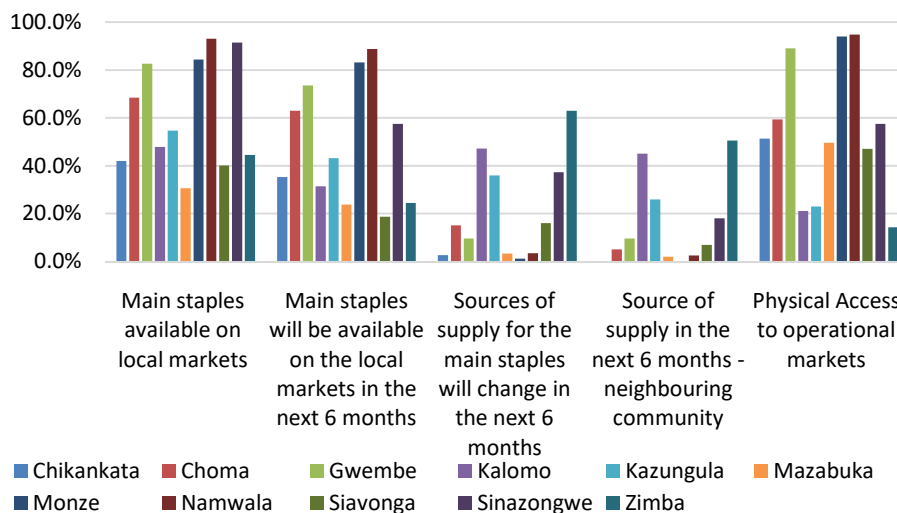 100.0%
80.0%
60.0%
40.0%
20.0%
0.0%
Main staples
available on
local markets
Main staples
will be available
on the local
markets in the
next 6 months
Sources of
supply for the
main staples
will change in
the next 6
months
Source of
supply in the
next 6 months -
neighbouring
community
Physical Access
to operational
markets
Chikankata Choma Gwembe Kalomo Kazungula Mazabuka
Monze Namwala Siavonga Sinazongwe Zimba